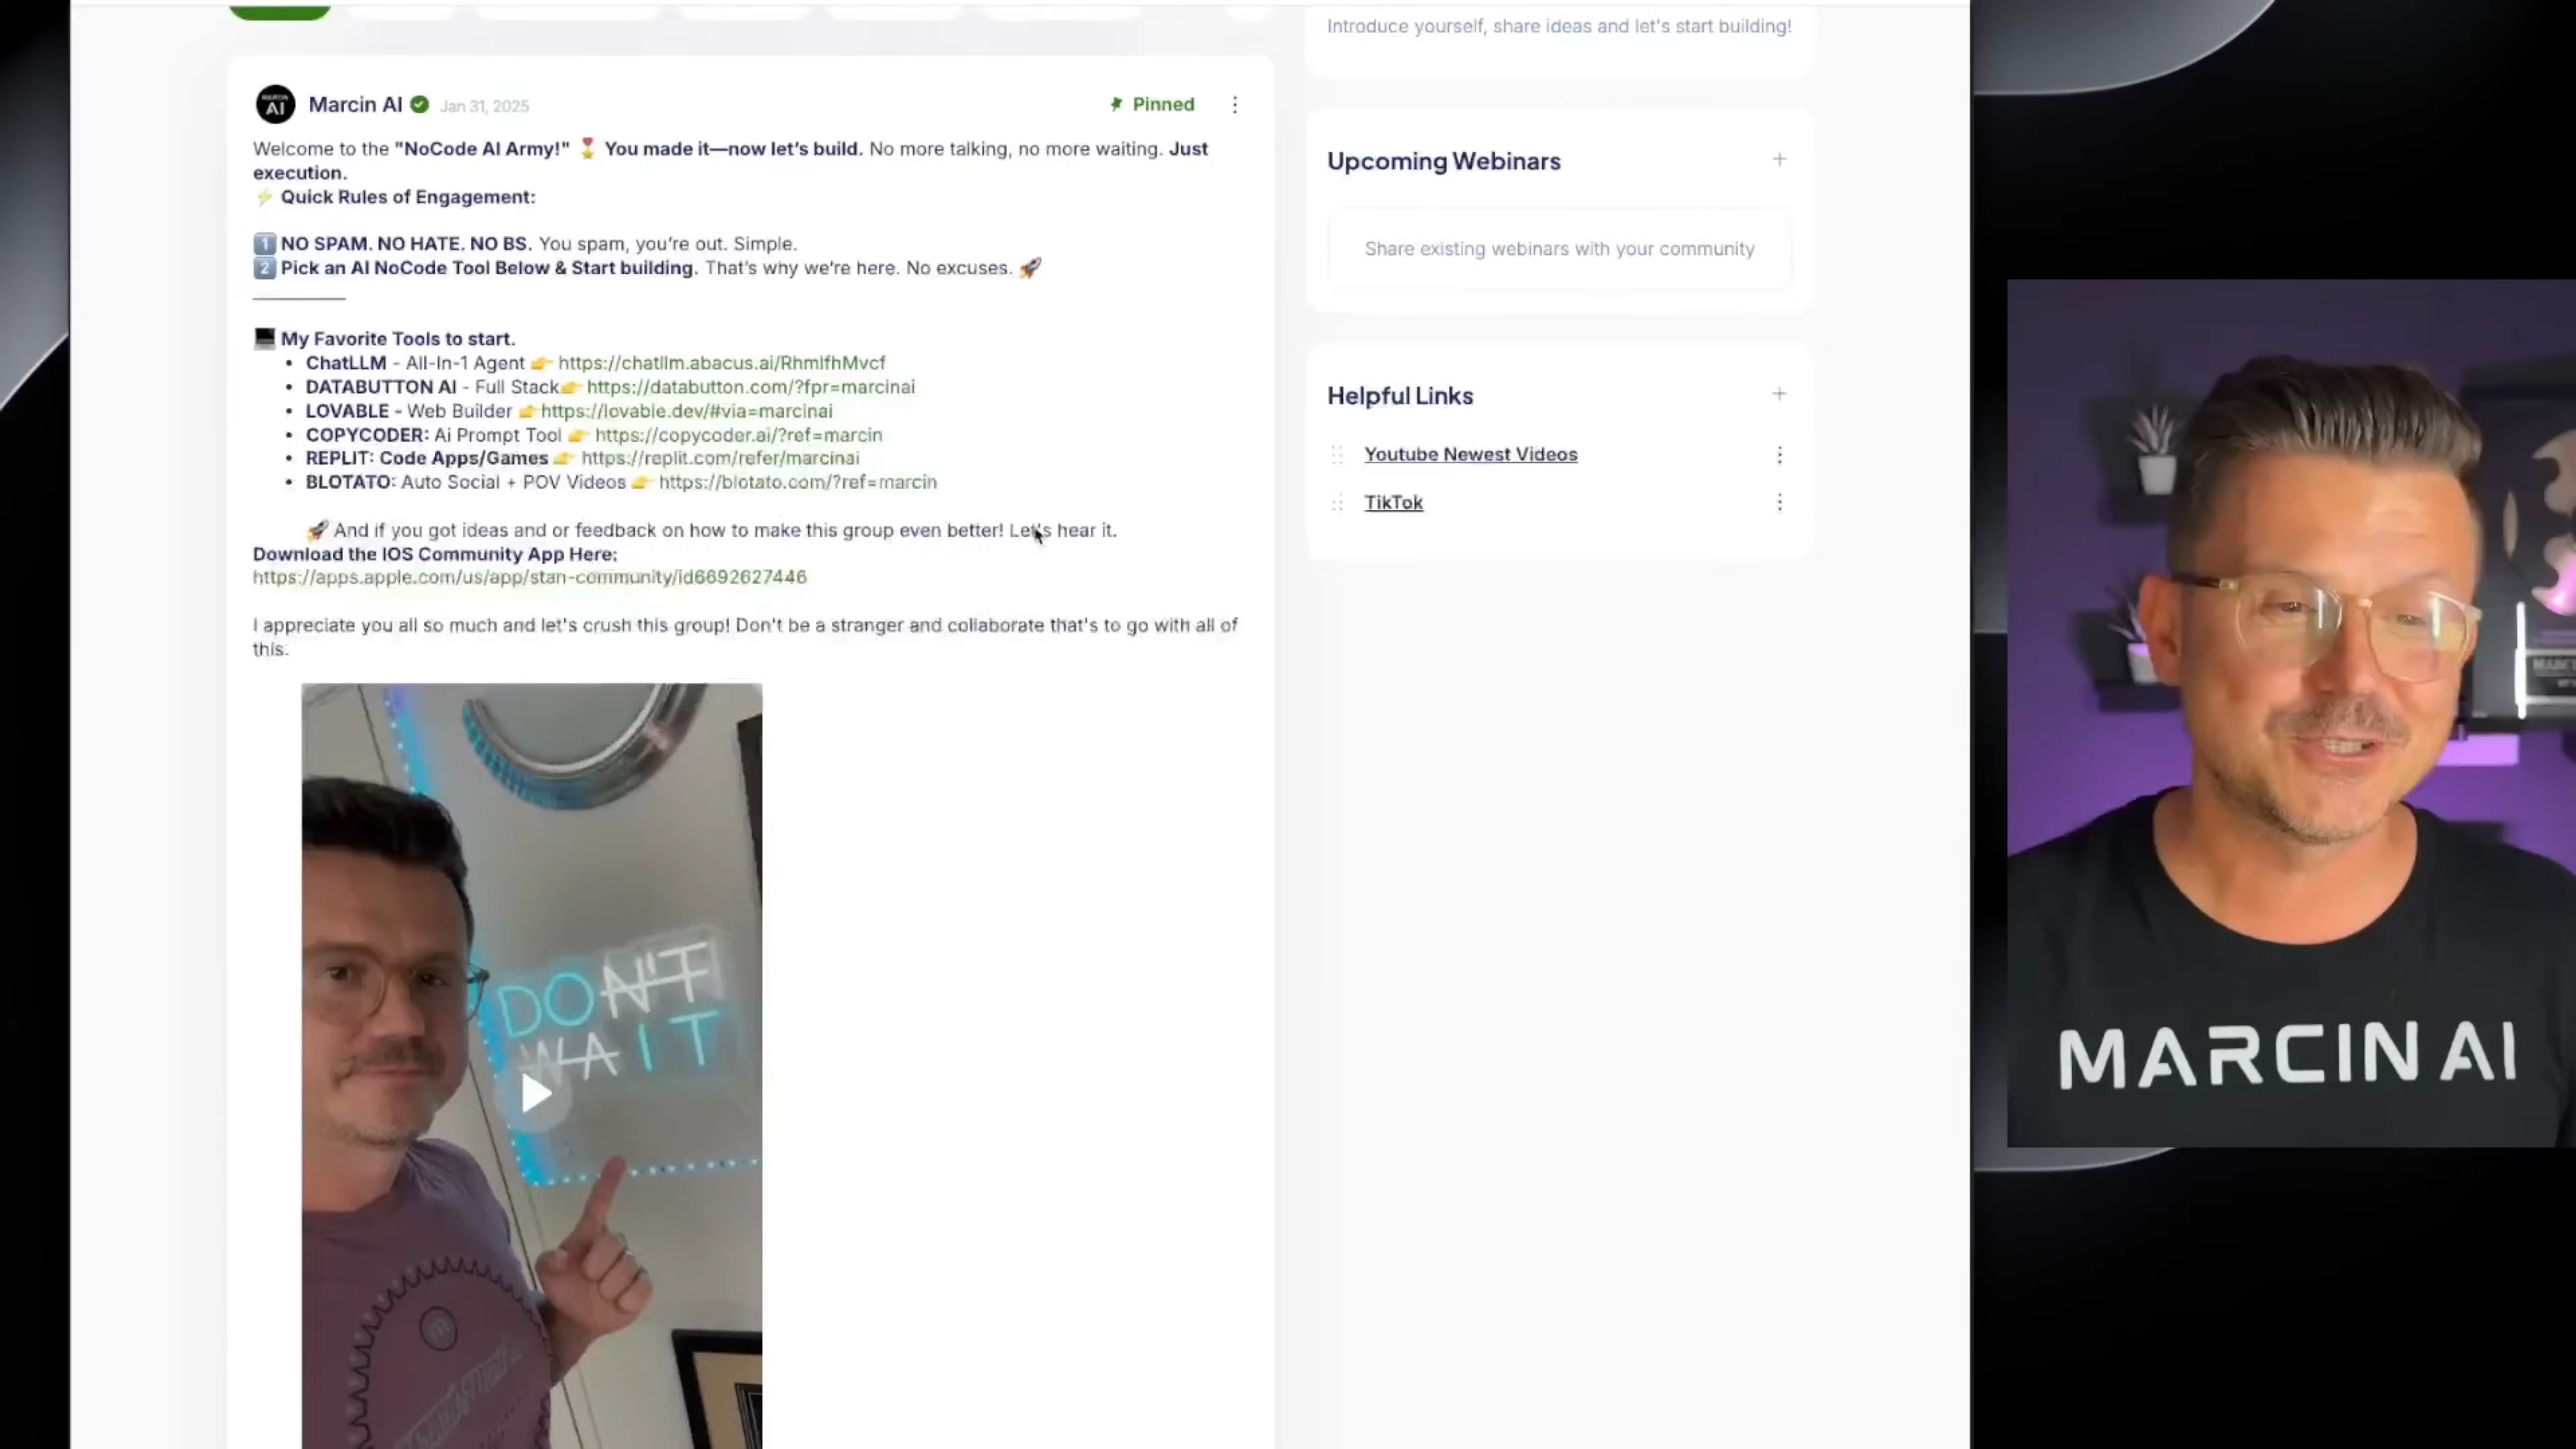 Introduce yourself, share ideas and let's start building!
Marcin AI Jan 31, 2025 Pinned
Welcome to the "NoCode AI Army!" 🎖️ You made it—now let's build. No more talking, no more waiting. Just
execution.
⚡ Quick Rules of Engagement:
1️⃣ NO SPAM. NO HATE. NO BS. You spam, you're out. Simple.
2️⃣ Pick an AI NoCode Tool Below & Start building. That's why we're here. No excuses. 🚀
💻 My Favorite Tools to start.
• ChatLLM - All-In-1 Agent 👉 https://chatllm.abacus.ai/RhmlfhMvcf
• DATABUTTON AI - Full Stack👉 https://databutton.com/?fpr=marcinai
• LOVABLE - Web Builder 👉https://lovable.dev/#via=marcinai
• COPYCODER: Ai Prompt Tool 👉 https://copycoder.ai/?ref=marcin
• REPLIT: Code Apps/Games 👉 https://replit.com/refer/marcinai
• BLOTATO: Auto Social + POV Videos 👉 https://blotato.com/?ref=marcin
🚀 And if you got ideas and or feedback on how to make this group even better! Let's hear it.
Download the IOS Community App Here:
https://apps.apple.com/us/app/stan-community/id6692627446
I appreciate you all so much and let's crush this group! Don't be a stranger and collaborate that's to go with all of
this.
DON'T
WAIT
Upcoming Webinars
Share existing webinars with your community
Helpful Links
Youtube Newest Videos
TikTok
MARCIN AI